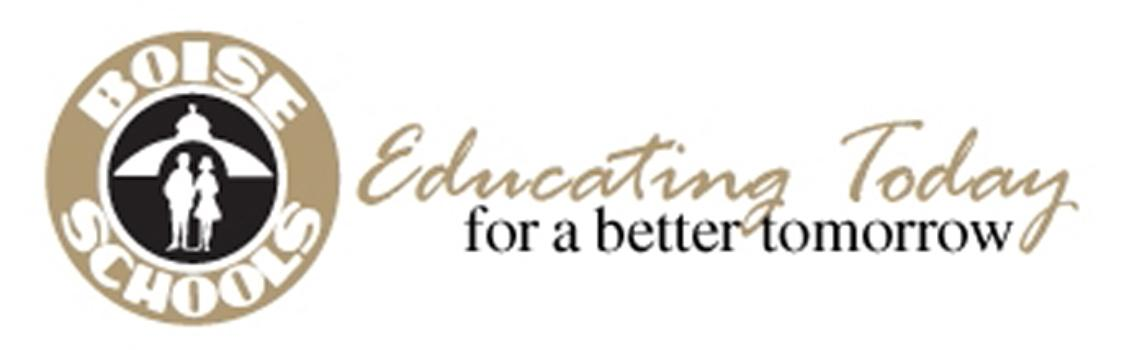 BOISE
SCHOOLS
Educating Today
for a better tomorrow